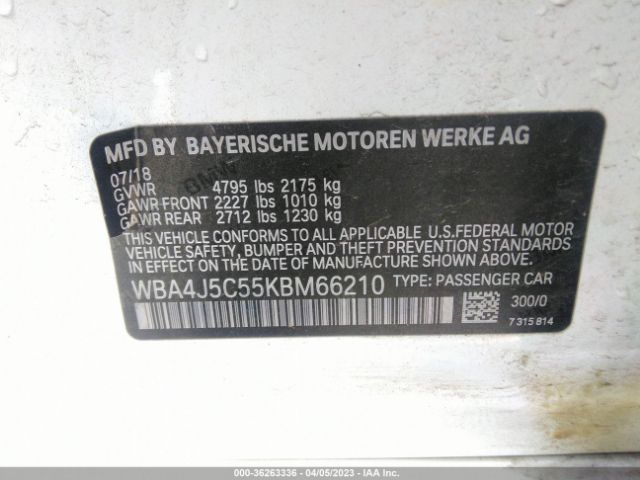 MFD BY BAYERISCHE MOTOREN WERKE AG
07/18
GVWR 4795 lbs 2175 kg
GAWR FRONT 2227 lbs 1010 kg
GAWR REAR 2712 lbs 1230 kg
THIS VEHICLE CONFORMS TO ALL APPLICABLE U.S.FEDERAL MOTOR
VEHICLE SAFETY, BUMPER AND THEFT PREVENTION STANDARDS
IN EFFECT ON THE DATE OF MANUFACTURE SHOWN ABOVE.
WBA4J5C55KBM66210 TYPE: PASSENGER CAR
300/0
7315814
000-36263336 - 04/05/2023 - IAA Inc.